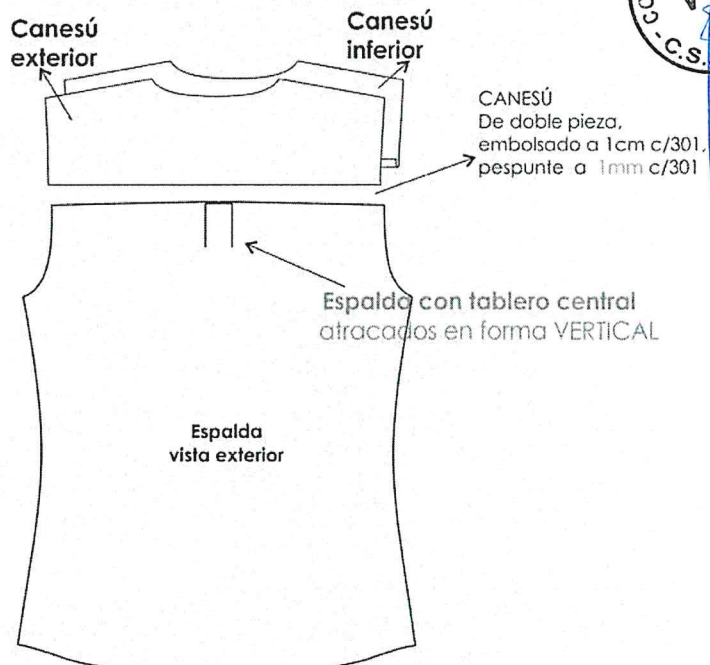 Canesú
exterior
Canesú
inferior
CANESÚ
De doble pieza,
embolsado a 1cm c/301,
pespunte a 1mm c/301
Espalda con tablero central
atracados en forma VERTICAL
Espalda
vista exterior
C.S.